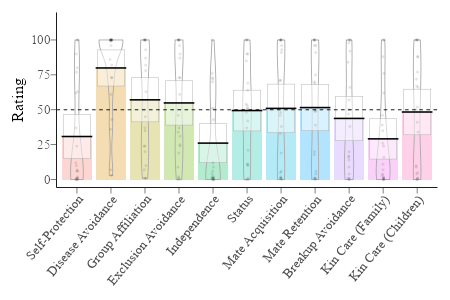 Rating
100
75
50
25
0
Self-Protection
Disease Avoidance
Group Affiliation
Exclusion Avoidance
Independence
Status
Mate Acquisition
Mate Retention
Breakup Avoidance
Kin Care (Family)
Kin Care (Children)